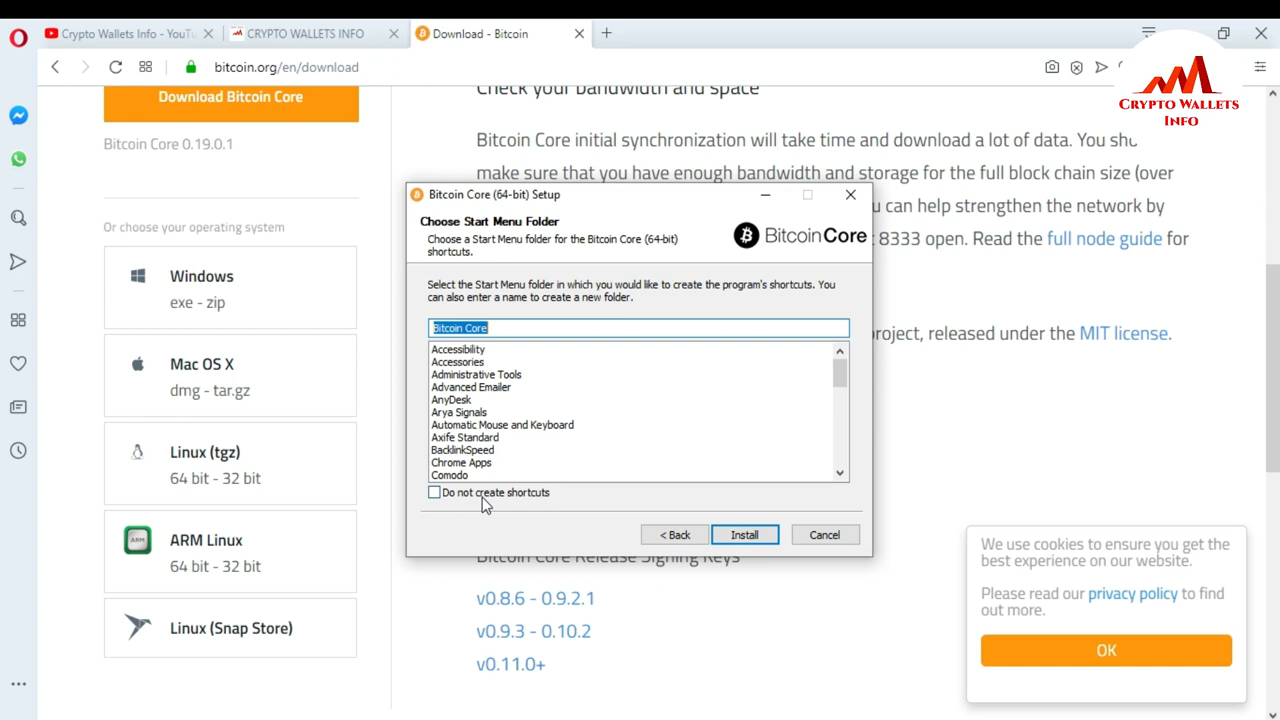 Crypto Wallets Info - YouTu
CRYPTO WALLETS INFO
Download - Bitcoin
bitcoin.org/en/download
CRYPTO WALLETS
INFO
Download Bitcoin Core
Bitcoin Core 0.19.0.1
Or choose your operating system
Windows
exe - zip
Mac OS X
dmg - tar.gz
Linux (tgz)
64 bit - 32 bit
ARM Linux
64 bit - 32 bit
Linux (Snap Store)
Check your bandwidth and space
Bitcoin Core initial synchronization will take time and download a lot of data. You sho
make sure that you have enough bandwidth and storage for the full block chain size (over
u can help strengthen the network by
8333 open. Read the full node guide for
roject, released under the MIT license.
Bitcoin Core (64-bit) Setup
Choose Start Menu Folder
Choose a Start Menu folder for the Bitcoin Core (64-bit)
shortcuts.
BitcoinCore
Select the Start Menu folder in which you would like to create the program's shortcuts. You
can also enter a name to create a new folder.
Bitcoin Core
Accessibility
Accessories
Administrative Tools
Advanced Emailer
AnyDesk
Arya Signals
Automatic Mouse and Keyboard
Axife Standard
BacklinkSpeed
Chrome Apps
Comodo
Do not create shortcuts
< Back
Install
Cancel
Bitcoin Core Release Signing Keys
v0.8.6 - 0.9.2.1
v0.9.3 - 0.10.2
v0.11.0+
We use cookies to ensure you get the
best experience on our website.
Please read our privacy policy to find
out more.
OK